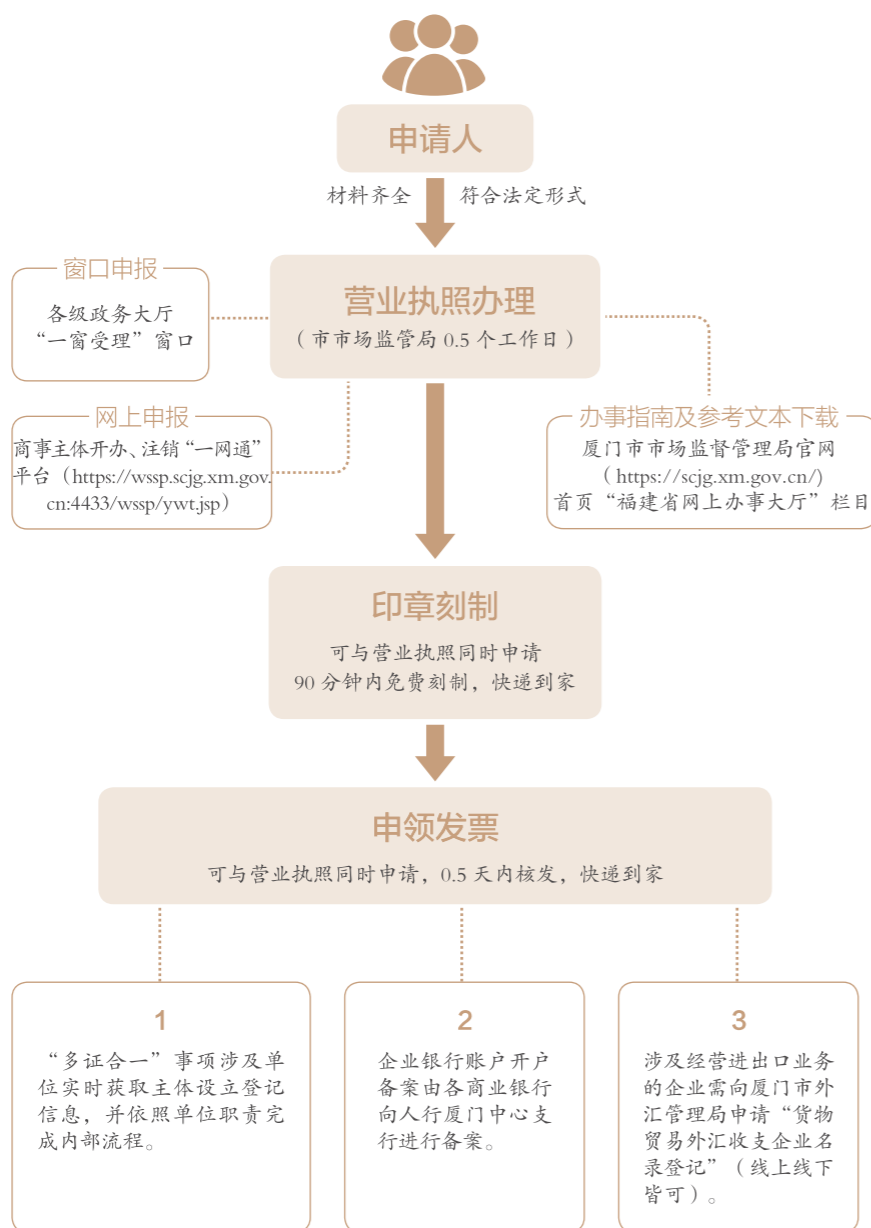 申请人
材料齐全 符合法定形式
窗口申报
各级政务大厅
“一窗受理”窗口
营业执照办理
（市市场监管局 0.5 个工作日）
网上申报
商事主体开办、注销“一网通”
平台（https://wssp.scjg.xm.gov.
cn:4433/wssp/ywt.jsp）
办事指南及参考文本下载
厦门市市场监督管理局官网
（https://scjg.xm.gov.cn/)
首页“福建省网上办事大厅”栏目
印章刻制
可与营业执照同时申请
90 分钟内免费刻制，快递到家
申领发票
可与营业执照同时申请，0.5 天内核发，快递到家
1
“多证合一”事项涉及单
位实时获取主体设立登记
信息，并依照单位职责完
成内部流程。
2
企业银行账户开户
备案由各商业银行
向人行厦门中心支
行进行备案。
3
涉及经营进出口业务
的企业需向厦门市外
汇管理局申请“货物
贸易外汇收支企业名
录登记”（线上线下
皆可）。